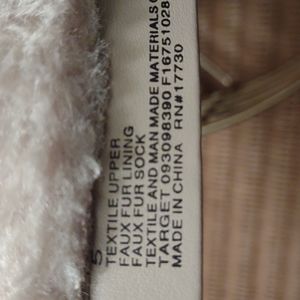 5
TEXTILE UPPER
FAUX FUR LINING
FAUX FUR SOCK
TEXTILE AND MAN MADE MATERIALS
TARGET 093098390 F16751028
MADE IN CHINA RN#17730